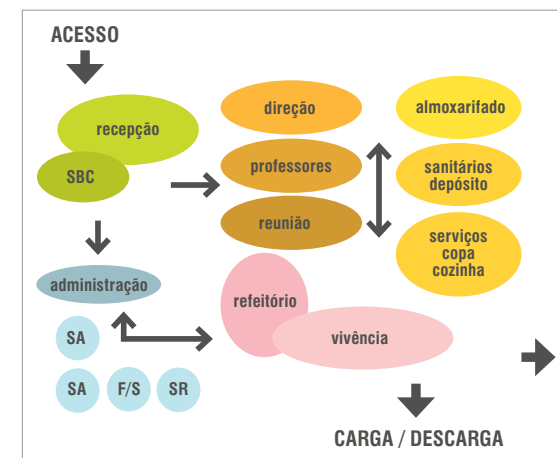 ACESSO
recepção
SBC
direção
professores
reunião
almoxarifado
sanitários
depósito
serviços
copa
cozinha
administração
SA
SA
F/S
SR
refeitório
vivência
CARGA / DESCARGA